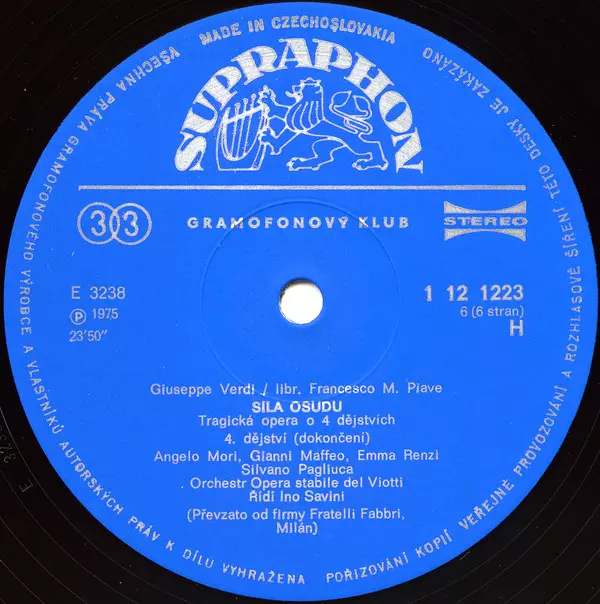 MADE IN CZECHOSLOVAKIA
VŠECHNA PRÁVA GRAMOFONOVÉHO VÝROBCE A VLASTNÍKŮ AUTORSKÝCH PRÁV K DÍLU VYHRAŽENA
POŘIZOVÁNÍ KOPIÍ VEŘEJNÉ PROVOZOVÁNÍ A ROZHLASOVÉ ŠÍŘENÍ TÉTO DESKY JE ZAKÁZÁNO
SUPRAPHON
33
GRAMOFONOVÝ KLUB
STEREO
E 3238
1 12 1223
Ⓟ 1975
6 (6 stran)
23'50"
H
Giuseppe Verdi / libr. Francesco M. Piave
SÍLA OSUDU
Tragická opera o 4 dějstvích
4. dějství (dokončení)
Angelo Mori, Gianni Maffeo, Emma Renzi
Silvano Pagliuca
Orchestr Opera stabile del Viotti
Řídí Ino Savini
(Převzato od firmy Fratelli Fabbri,
Milán)